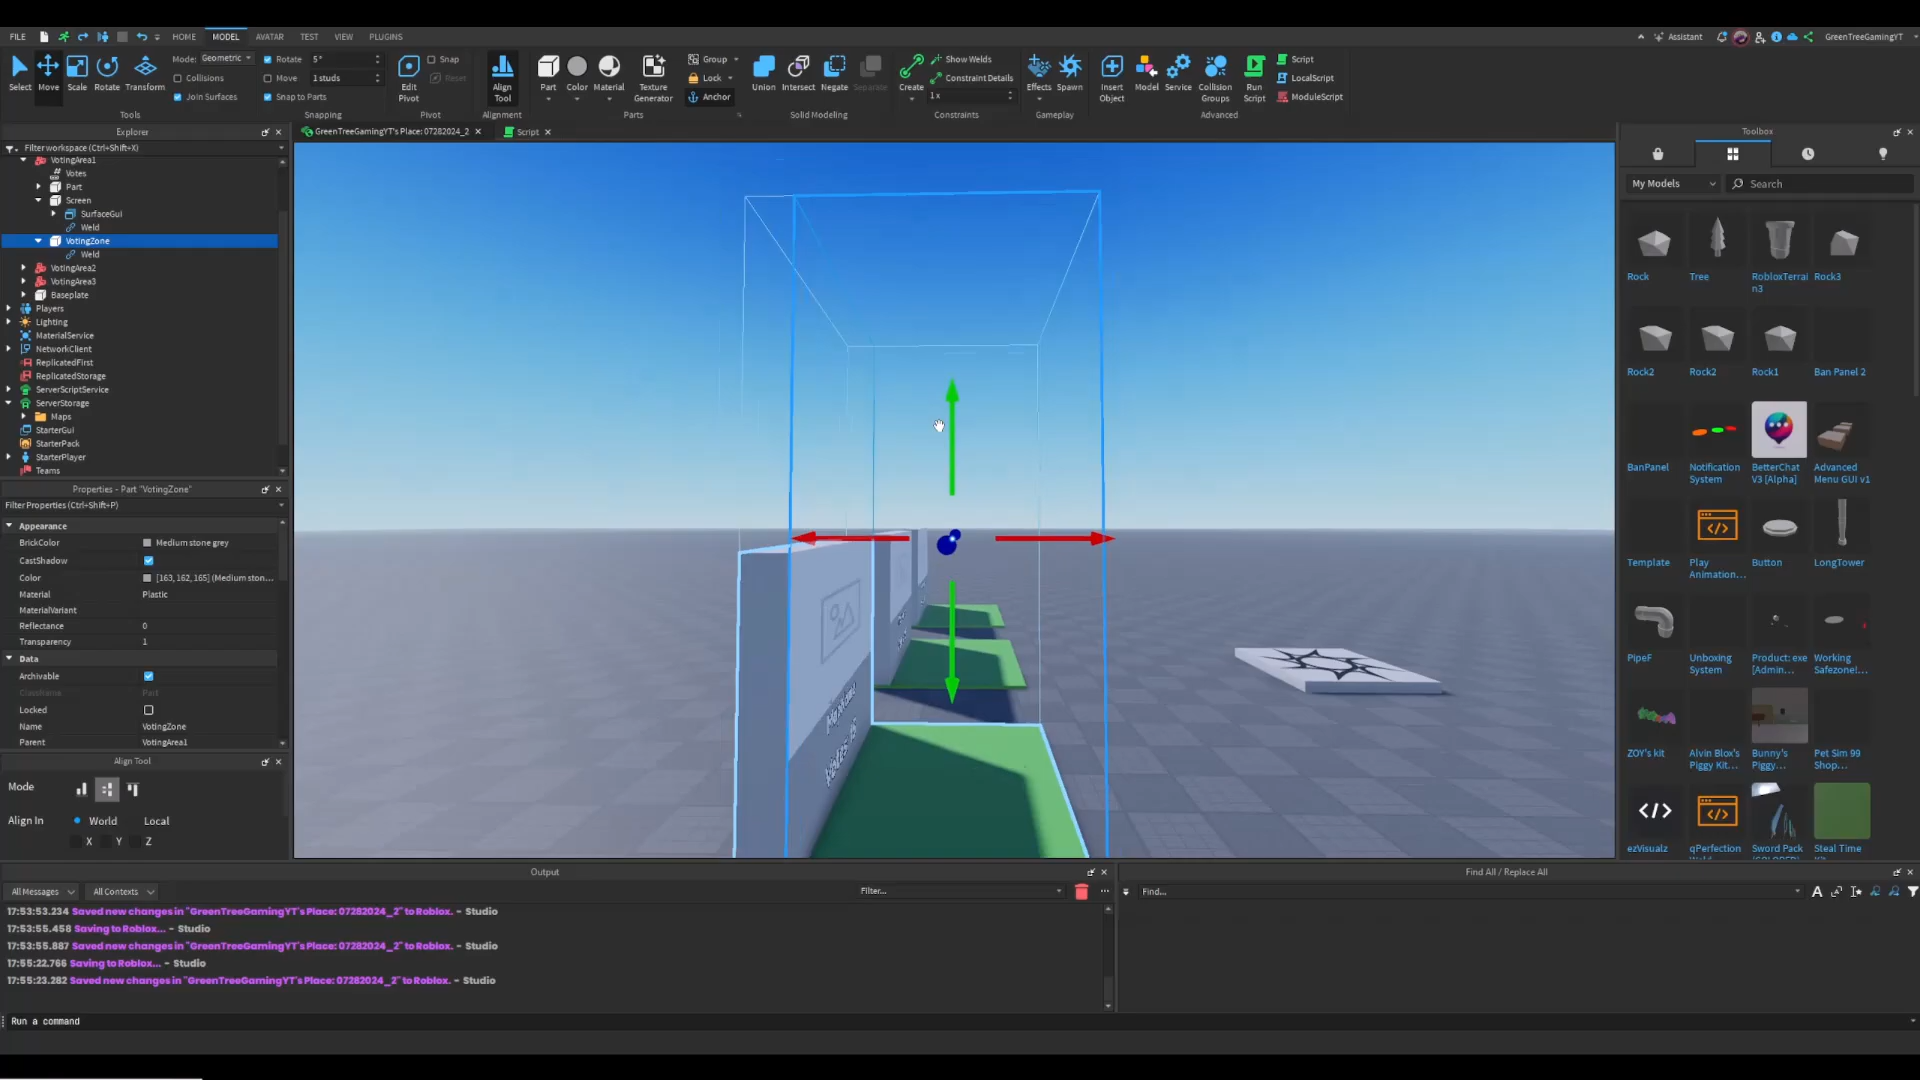 FILE HOME MODEL AVATAR TEST VIEW PLUGINS Assistant GreenTreeGamingYT
Select Move Scale Rotate Transform
Mode: Geometric
Collisions
Join Surfaces
Tools
Rotate 5°
Move 1 studs
Snap to Parts
Snapping
Edit Pivot
Snap
Reset
Pivot
Align Tool
Alignment
Part Color Material Texture Generator
Group
Lock
Anchor
Parts
Union Intersect Negate Separate
Solid Modeling
Create
Show Welds
Constraint Details
1x
Constraints
Effects Spawn
Gameplay
Insert Object
Model Service Collision Groups Run Script
Script
LocalScript
ModuleScript
Advanced
Explorer
Filter workspace (Ctrl+Shift+X)
VotingArea1
Votes
Part
Screen
SurfaceGui
Weld
VotingZone
Weld
VotingArea2
VotingArea3
Baseplate
Players
Lighting
MaterialService
NetworkClient
ReplicatedFirst
ReplicatedStorage
ServerScriptService
ServerStorage
Maps
StarterGui
StarterPack
StarterPlayer
Teams
Properties - Part "VotingZone"
Filter Properties (Ctrl+Shift+P)
Appearance
BrickColor Medium stone grey
CastShadow
Color [163, 162, 165] (Medium ston...
Material Plastic
MaterialVariant
Reflectance 0
Transparency 1
Data
Archivable
ClassName Part
Locked
Name VotingZone
Parent VotingArea1
Align Tool
Mode
Align In World Local
X Y Z
GreenTreeGamingYT's Place: 07282024_2
Script
Toolbox
My Models
Search
Rock
Tree
RobloxTerrain3
Rock3
Rock2
Rock2
Rock1
Ban Panel 2
BanPanel
Notification System
BetterChat V3 [Alpha]
Advanced Menu GUI v1
Template
Play Animation...
Button
LongTower
PipeF
Unboxing System
Product: exe [Admin...
Working Safezone!...
ZOY's kit
Alvin Blox's Piggy Kit...
Bunny's Piggy...
Pet Sim 99 Shop...
ezVisualz
qPerfection
Sword Pack
Steal Time
Output
All Messages
All Contexts
Filter...
17:53:53.234 Saved new changes in "GreenTreeGamingYT's Place: 07282024_2" to Roblox. - Studio
17:53:55.458 Saving to Roblox... - Studio
17:53:55.887 Saved new changes in "GreenTreeGamingYT's Place: 07282024_2" to Roblox. - Studio
17:55:22.766 Saving to Roblox... - Studio
17:55:23.282 Saved new changes in "GreenTreeGamingYT's Place: 07282024_2" to Roblox. - Studio
Find All / Replace All
Find...
Run a command